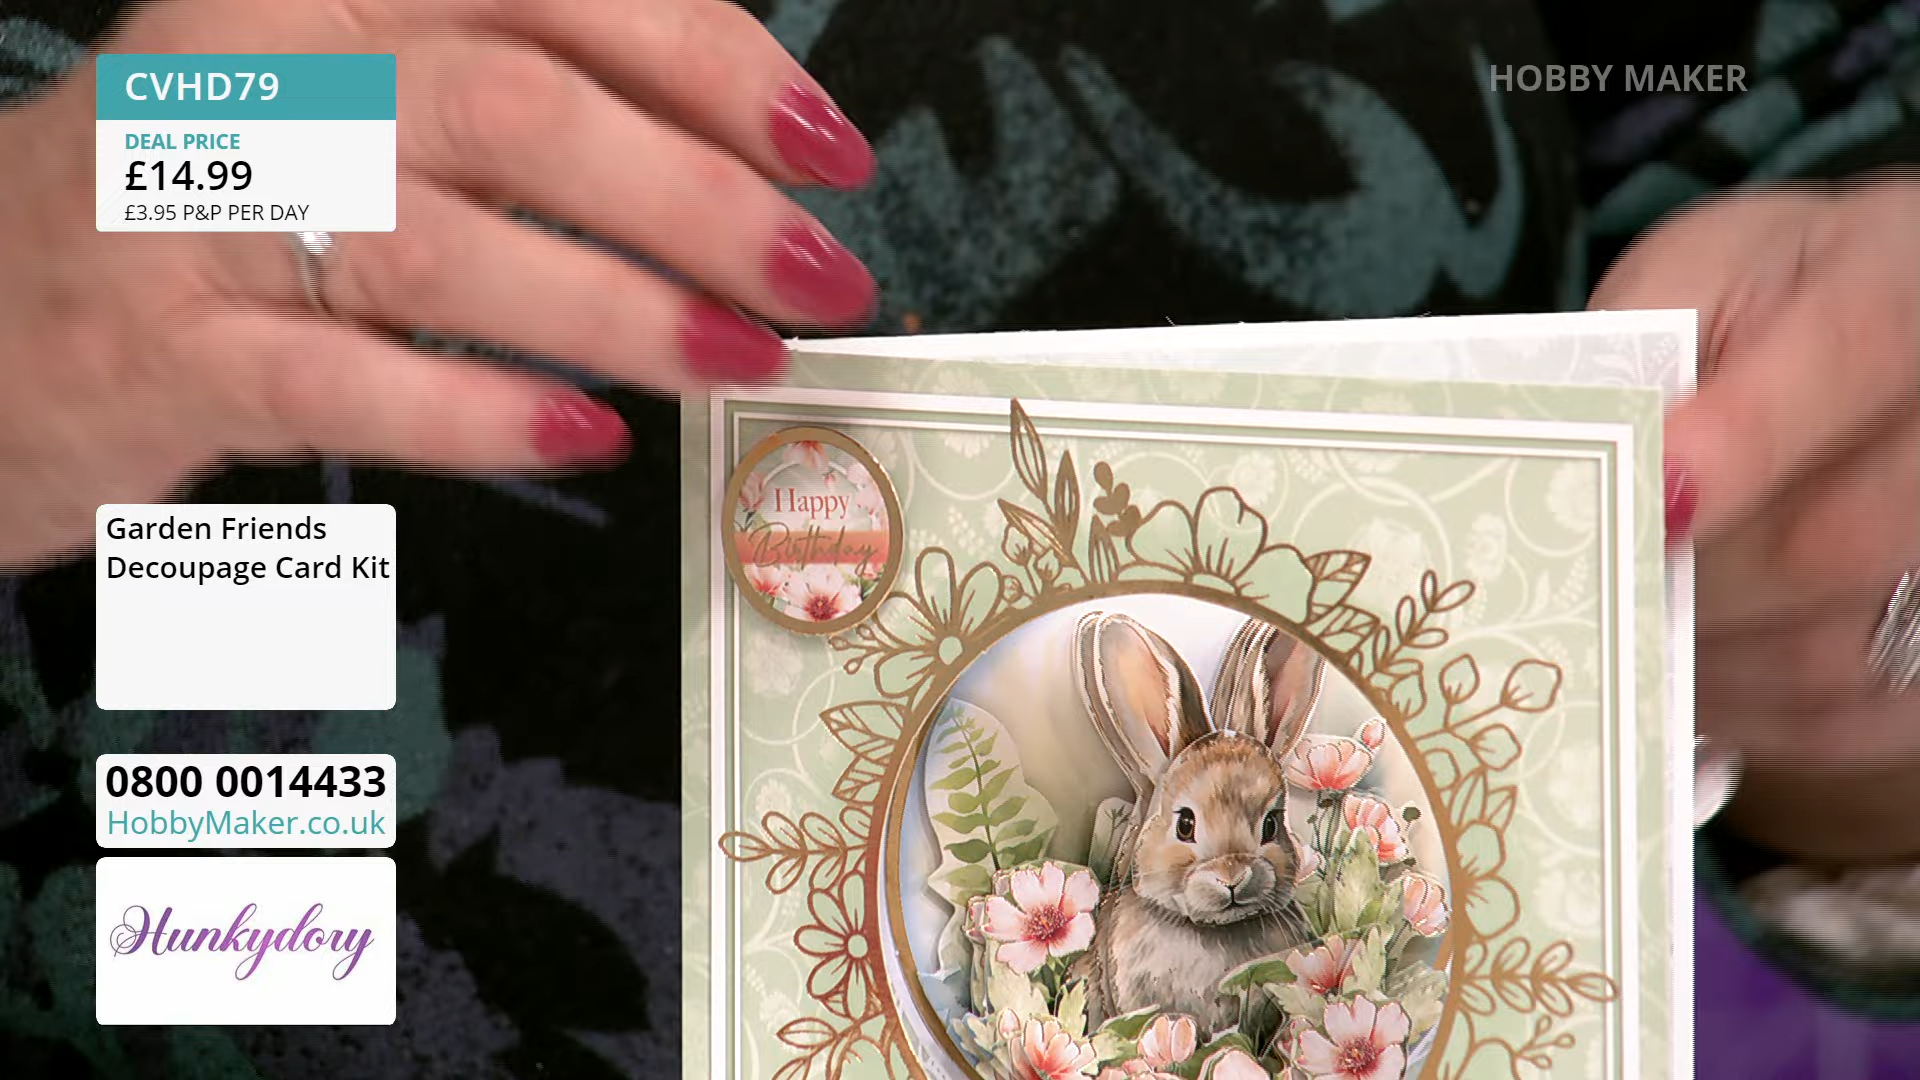 CVHD79
DEAL PRICE
£14.99
£3.95 P&P PER DAY
HOBBY MAKER
Happy
Birthday
Garden Friends
Decoupage Card Kit
0800 0014433
HobbyMaker.co.uk
Hunkydory